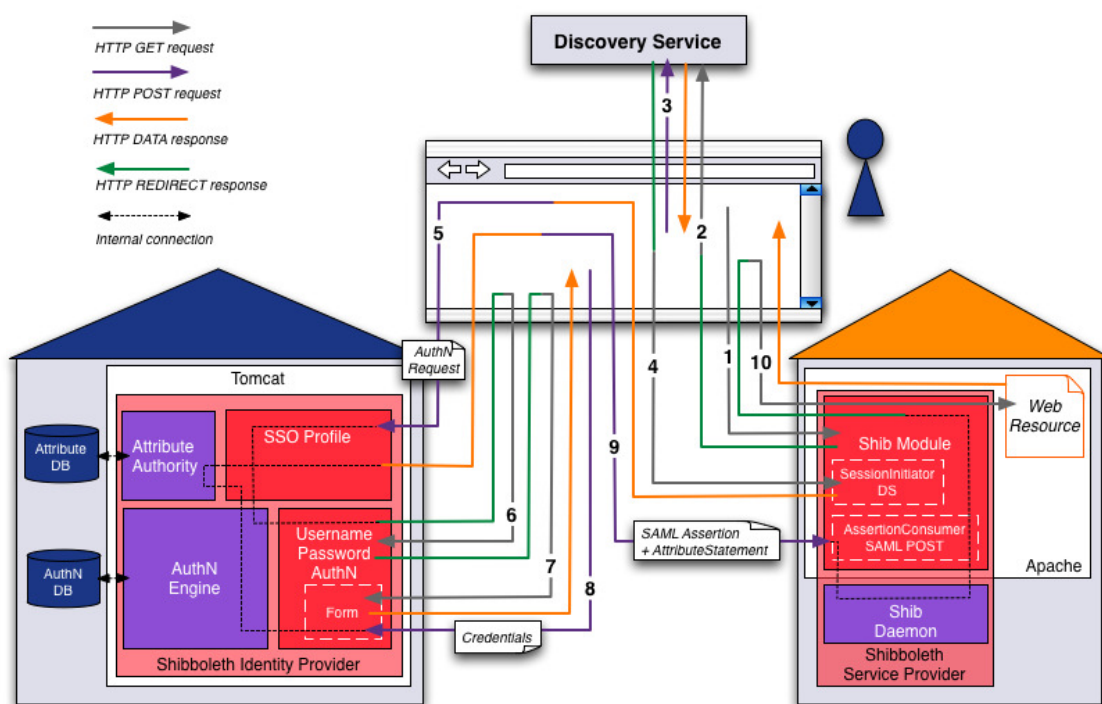 HTTP GET request
HTTP POST request
HTTP DATA response
HTTP REDIRECT response
Internal connection
Discovery Service
3
2
5
4
1
10
9
6
7
8
AuthN
Request
Tomcat
Attribute
DB
Attribute
Authority
SSO Profile
AuthN
DB
AuthN
Engine
Username
Password
AuthN
Form
Shibboleth Identity Provider
Credentials
SAML Assertion
+ AttributeStatement
Web
Resource
Shib Module
SessionInitiator
DS
AssertionConsumer
SAML POST
Apache
Shib
Daemon
Shibboleth
Service Provider